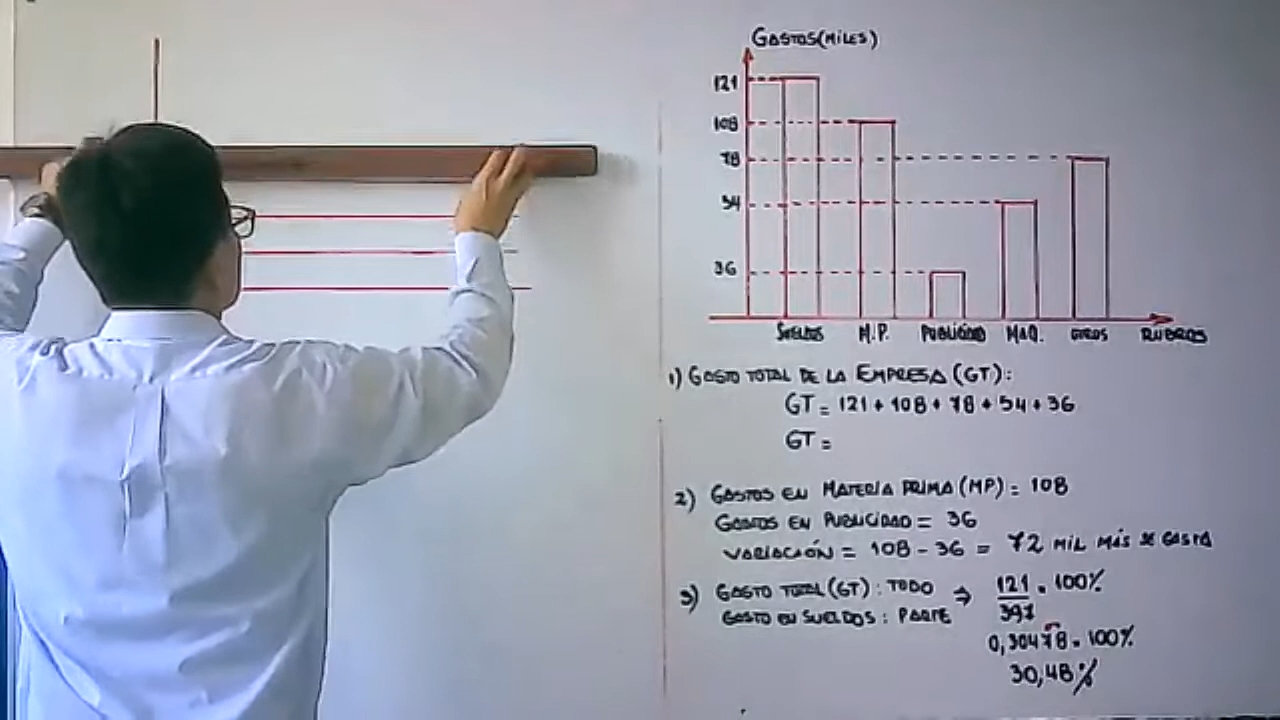 GASTOS(MILES)
121
108
78
54
36
SUELDOS M.P. PUBLICIDAD MAQ. OTROS RUBROS
1) GASTO TOTAL DE LA EMPRESA (GT):
GT = 121 + 108 + 78 + 54 + 36
GT =
2) GASTOS EN MATERIA PRIMA (MP) = 108
GASTOS EN PUBLICIDAD = 36
VARIACIÓN = 108 - 36 = 72 MIL MÁS SE GASTA
3) GASTO TOTAL (GT) : TODO ⇒ 121/397 . 100%
GASTO EN SUELDOS : PARTE
0,30478 . 100%
30,48%